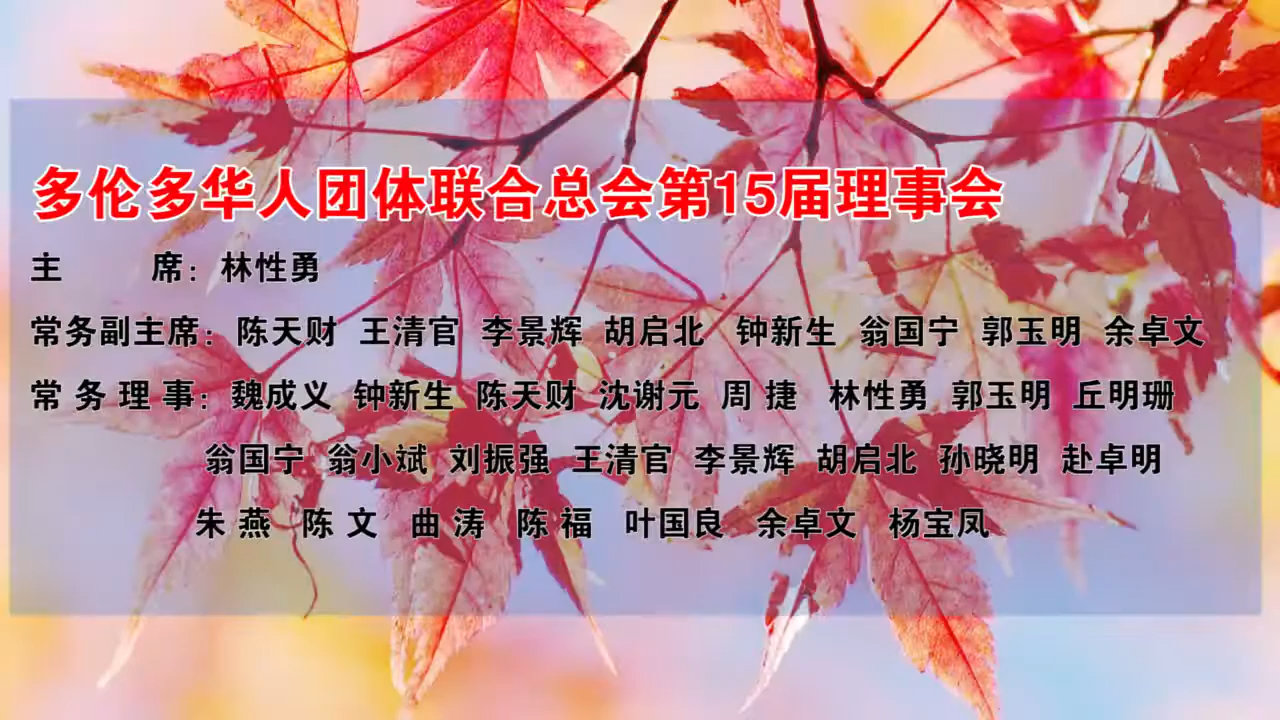 多伦多华人团体联合总会第15届理事会
主 席：林性勇
常务副主席：陈天财 王清官 李景辉 胡启北 钟新生 翁国宁 郭玉明 余卓文
常务理事：魏成义 钟新生 陈天财 沈谢元 周捷 林性勇 郭玉明 丘明珊
翁国宁 翁小斌 刘振强 王清官 李景辉 胡启北 孙晓明 赴卓明
朱燕 陈文 曲涛 陈福 叶国良 余卓文 杨宝凤